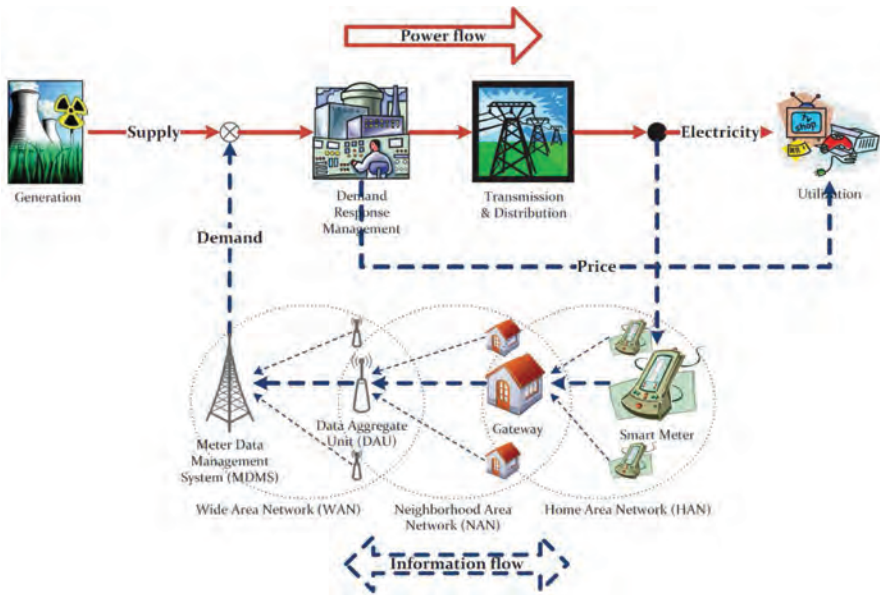 Power flow
Supply
Electricity
Generation
Demand
Response
Management
Transmission
& Distribution
Utilization
Demand
Price
Data Aggregate
Unit (DAU)
Gateway
Smart Meter
Meter Data
Management
System (MDMS)
Wide Area Network (WAN)
Neighborhood Area
Network (NAN)
Home Area Network (HAN)
Information flow